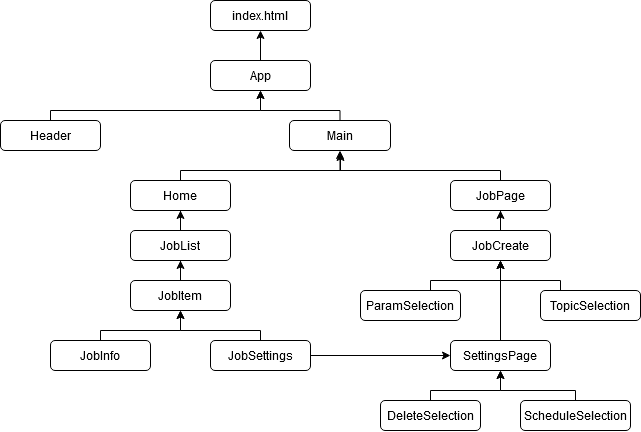 index.html
App
Header
Main
Home
JobPage
JobList
JobCreate
JobItem
ParamSelection
TopicSelection
JobInfo
JobSettings
SettingsPage
DeleteSelection
ScheduleSelection